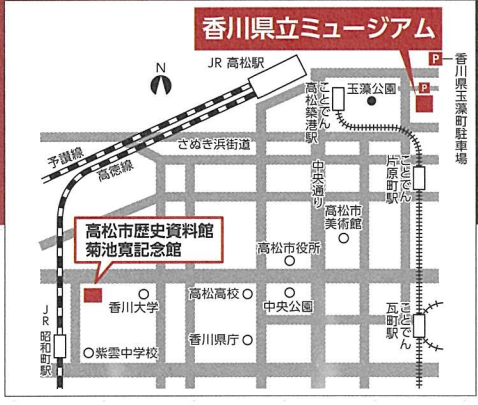 香川県立ミュージアム
JR 高松駅
N
P
P
香川県玉藻町駐車場
玉藻公園
ことでん
高松築港駅
さぬき浜街道
予讃線
高徳線
中央通り
ことでん
片原町駅
高松市
美術館
高松市歴史資料館
菊池寛記念館
高松市役所
香川大学
高松高校
中央公園
ことでん
瓦町駅
JR 昭和町駅
香川県庁
紫雲中学校